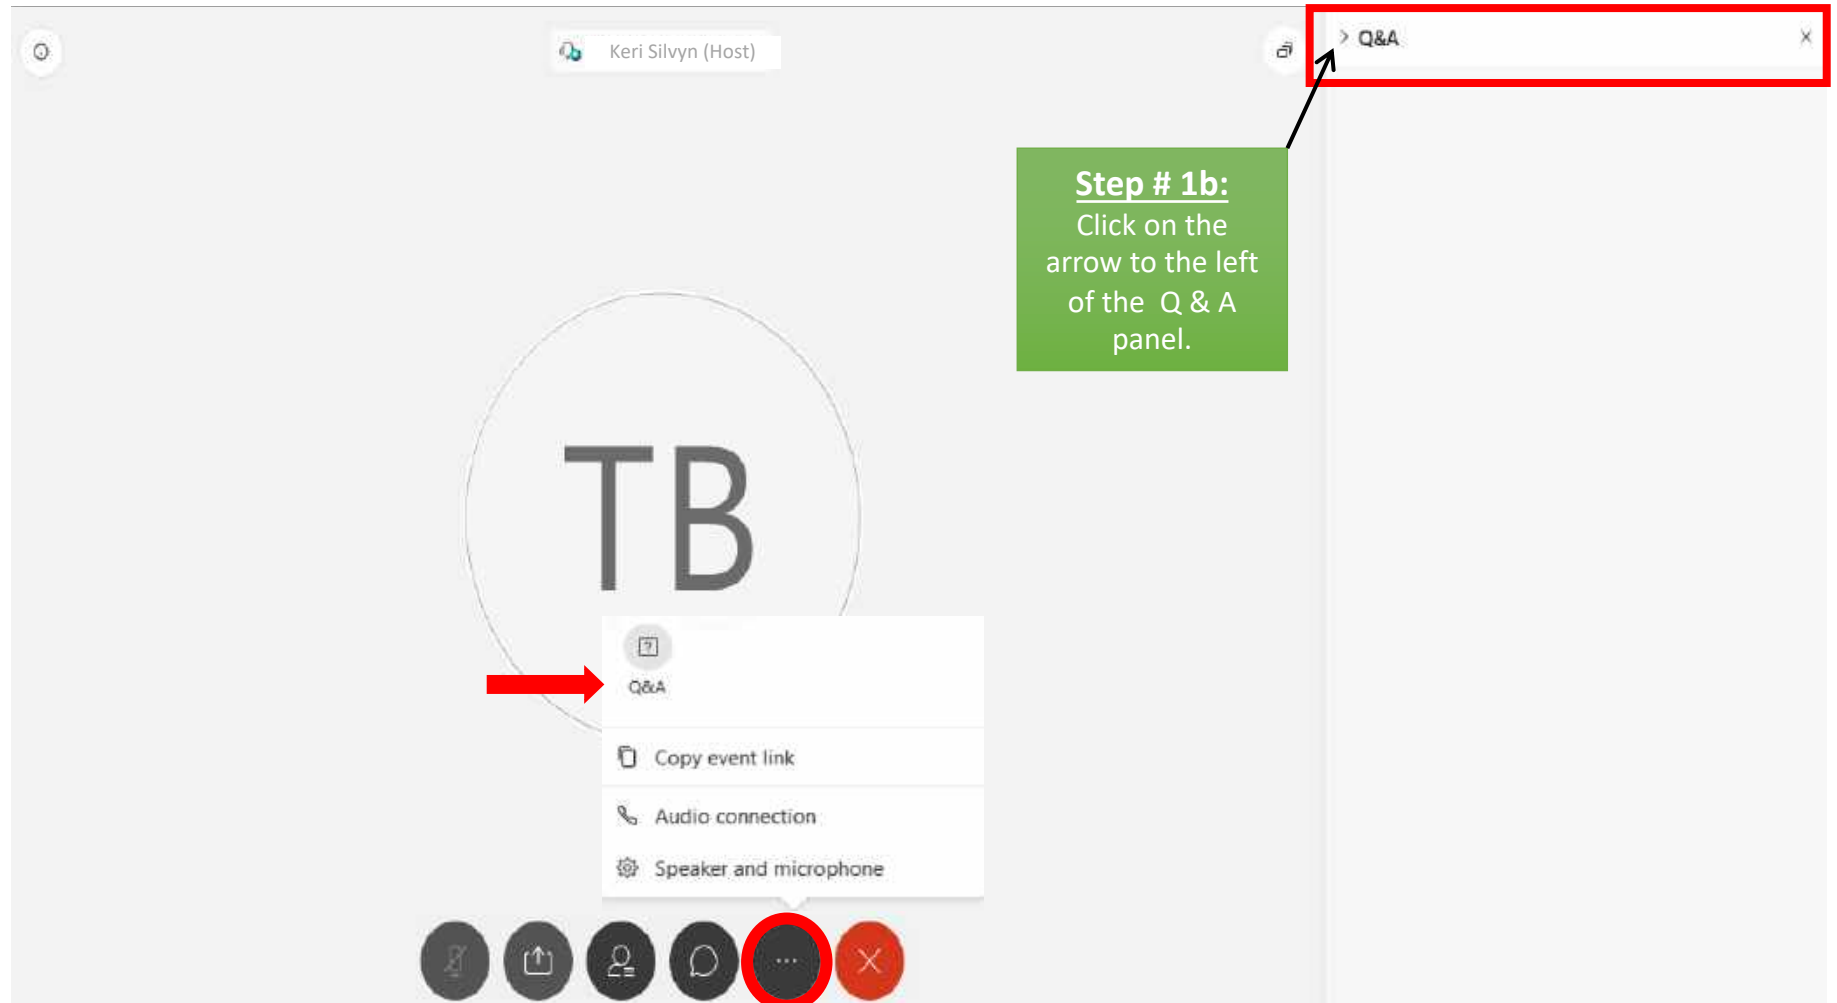 Keri Silvyn (Host)
Q&A
Step # 1b:
Click on the
arrow to the left
of the Q & A
panel.
TB
Q&A
Copy event link
Audio connection
Speaker and microphone